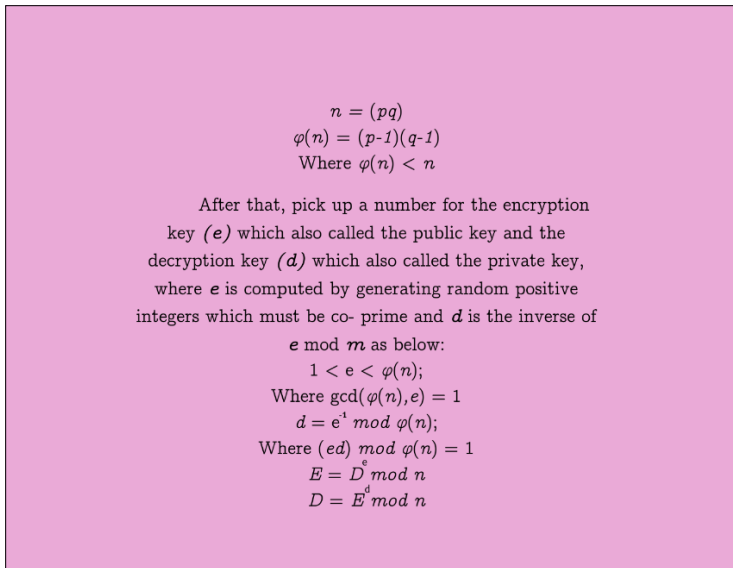 n = (pq)
φ(n) = (p-1)(q-1)
Where φ(n) < n
After that, pick up a number for the encryption
key (e) which also called the public key and the
decryption key (d) which also called the private key,
where e is computed by generating random positive
integers which must be co- prime and d is the inverse of
e mod m as below:
1 < e < φ(n);
Where gcd(φ(n),e) = 1
d = e⁻¹ mod φ(n);
Where (ed) mod φ(n) = 1
E = Dᵉ mod n
D = Eᵈ mod n